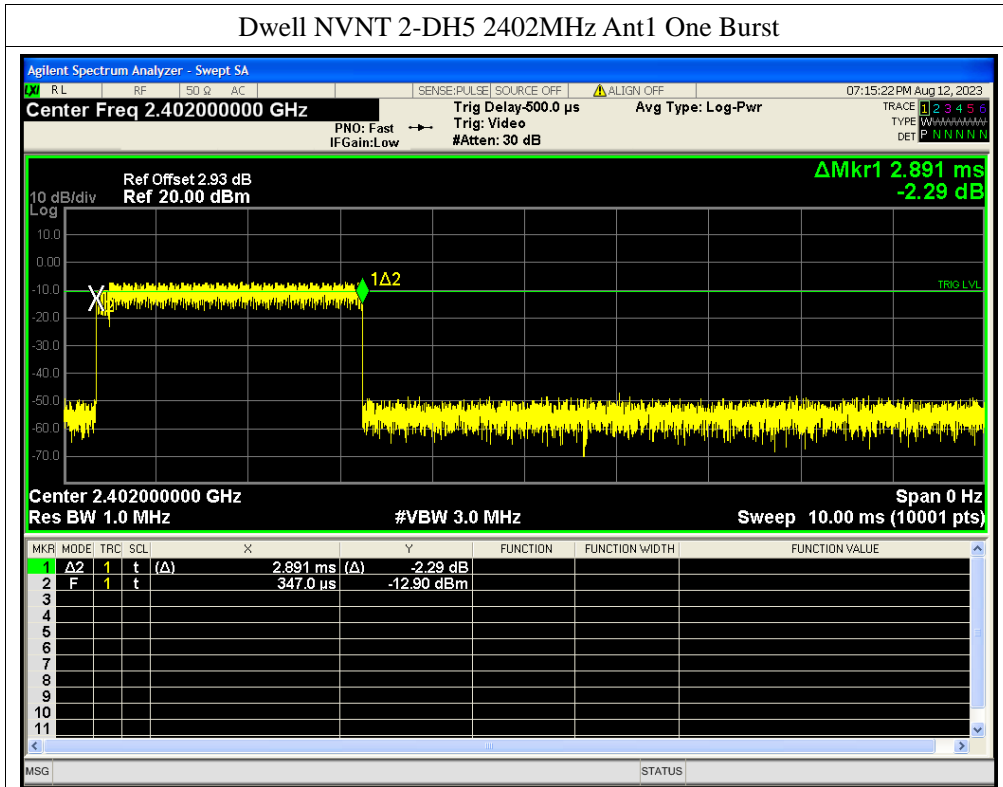 Dwell NVNT 2-DH5 2402MHz Ant1 One Burst
Agilent Spectrum Analyzer - Swept SA
LXI RL RF 50 Ω AC SENSE:PULSE SOURCE OFF ALIGN OFF 07:15:22 PM Aug 12, 2023
Center Freq 2.402000000 GHz Trig Delay-500.0 µs Avg Type: Log-Pwr TRACE 1 2 3 4 5 6
PNO: Fast Trig: Video TYPE WWWWWW
IFGain:Low #Atten: 30 dB DET P N N N N N
ΔMkr1 2.891 ms
-2.29 dB
Ref Offset 2.93 dB
10 dB/div Ref 20.00 dBm
Log
10.0
0.00
1Δ2
-10.0
TRIG LVL
-20.0
-30.0
-40.0
-50.0
-60.0
-70.0
Center 2.402000000 GHz Span 0 Hz
Res BW 1.0 MHz #VBW 3.0 MHz Sweep 10.00 ms (10001 pts)
MKR MODE TRC SCL X Y FUNCTION FUNCTION WIDTH FUNCTION VALUE
1 Δ2 1 t (Δ) 2.891 ms (Δ) -2.29 dB
2 F 1 t 347.0 µs -12.90 dBm
3
4
5
6
7
8
9
10
11
MSG STATUS